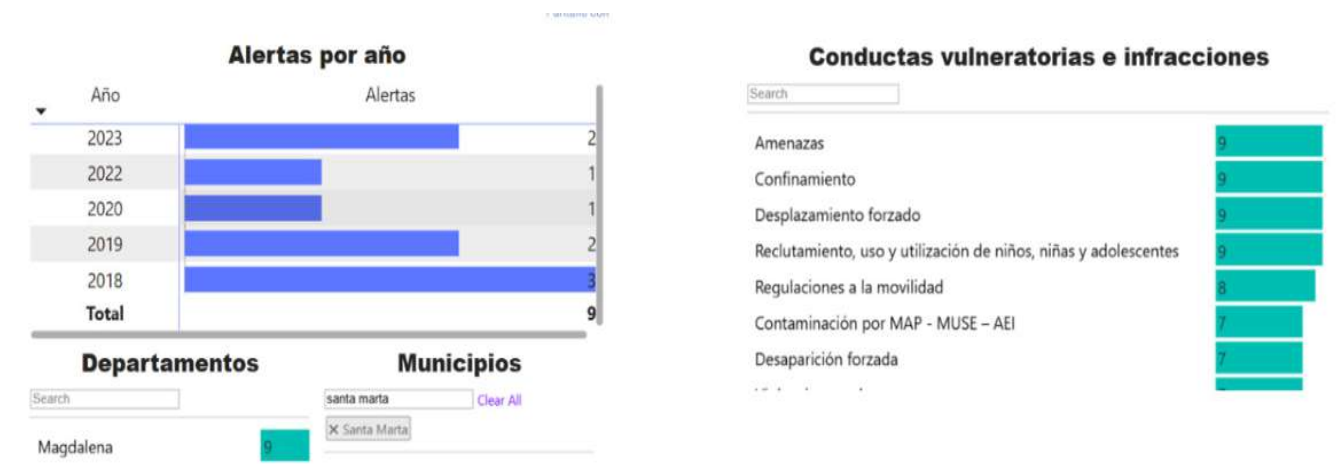 Alertas por año
Año Alertas
2023 2
2022 1
2020 1
2019 2
2018 3
Total 9
Departamentos
Search
Magdalena 9
Municipios
santa marta Clear All
× Santa Marta
Conductas vulneratorias e infracciones
Search
Amenazas 9
Confinamiento 9
Desplazamiento forzado 9
Reclutamiento, uso y utilización de niños, niñas y adolescentes 9
Regulaciones a la movilidad 8
Contaminación por MAP - MUSE – AEI 7
Desaparición forzada 7